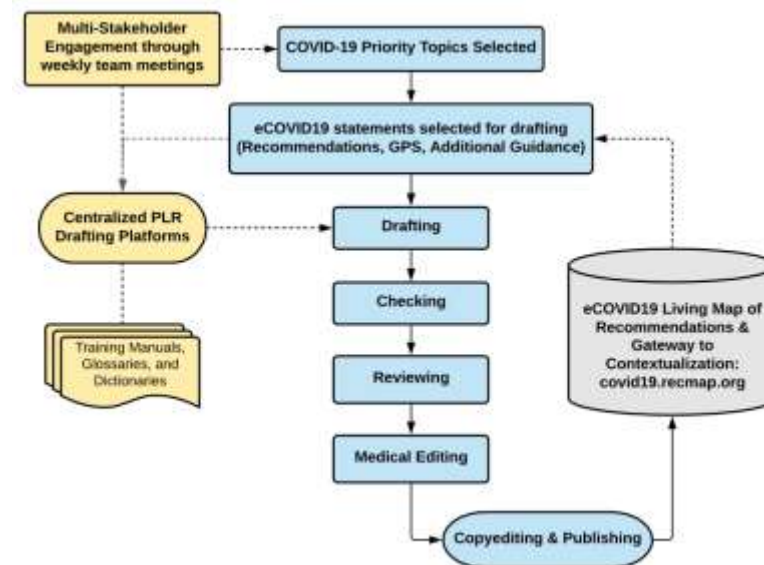 Multi-Stakeholder
Engagement through
weekly team meetings
COVID-19 Priority Topics Selected
eCOVID19 statements selected for drafting
(Recommendations, GPS, Additional Guidance)
Centralized PLR
Drafting Platforms
Drafting
Training Manuals,
Glossaries, and
Dictionaries
Checking
Reviewing
Medical Editing
Copyediting & Publishing
eCOVID19 Living Map of
Recommendations &
Gateway to
Contextualization:
covid19.recmap.org